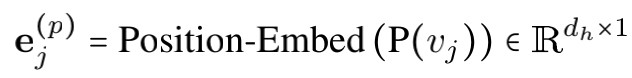 e_j^{(p)} = Position-Embed (P(v_j)) ∈ ℝ^{d_h×1}